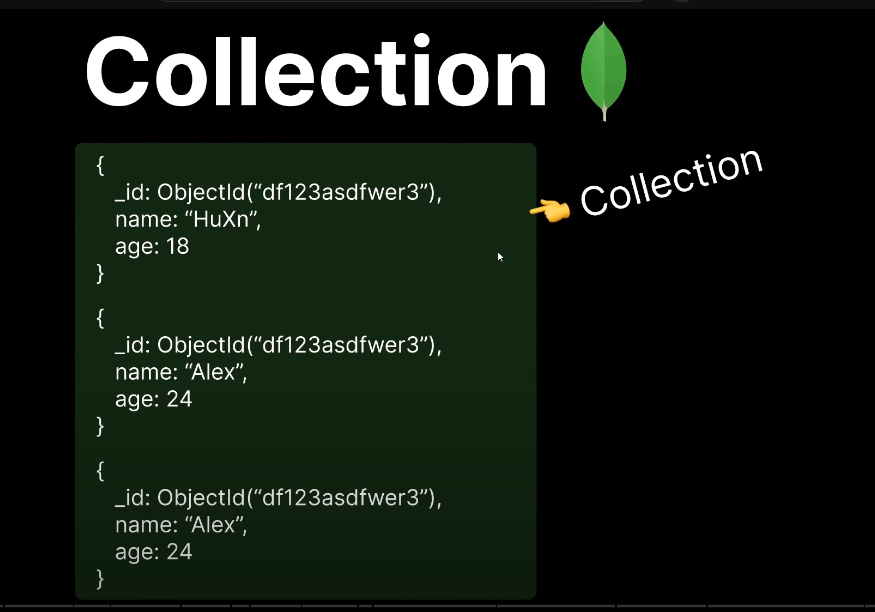 Collection
{
_id: ObjectId(“df123asdfwer3”),
name: “HuXn”,
age: 18
}
Collection
{
_id: ObjectId(“df123asdfwer3”),
name: “Alex”,
age: 24
}
{
_id: ObjectId(“df123asdfwer3”),
name: “Alex”,
age: 24
}